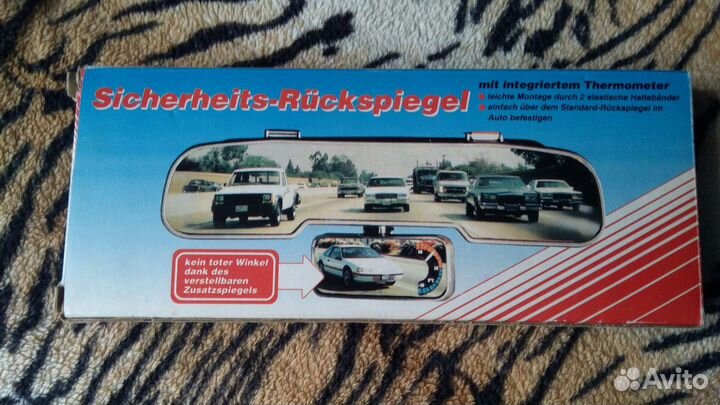 Sicherheits-Rückspiegel
mit integriertem Thermometer
leichte Montage durch 2 elastische Haltebänder
einfach über dem Standard-Rückspiegel im
Auto befestigen
kein toter Winkel
dank des
verstellbaren
Zusatzspiegels
Avito